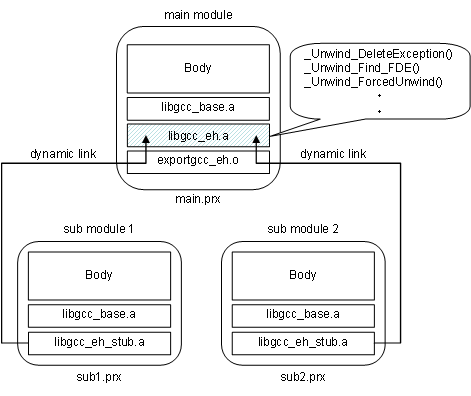 main module
Body
libgcc_base.a
libgcc_eh.a
exportgcc_eh.o
main.prx
_Unwind_DeleteException()
_Unwind_Find_FDE()
_Unwind_ForcedUnwind()
dynamic link
dynamic link
sub module 1
Body
libgcc_base.a
libgcc_eh_stub.a
sub1.prx
sub module 2
Body
libgcc_base.a
libgcc_eh_stub.a
sub2.prx